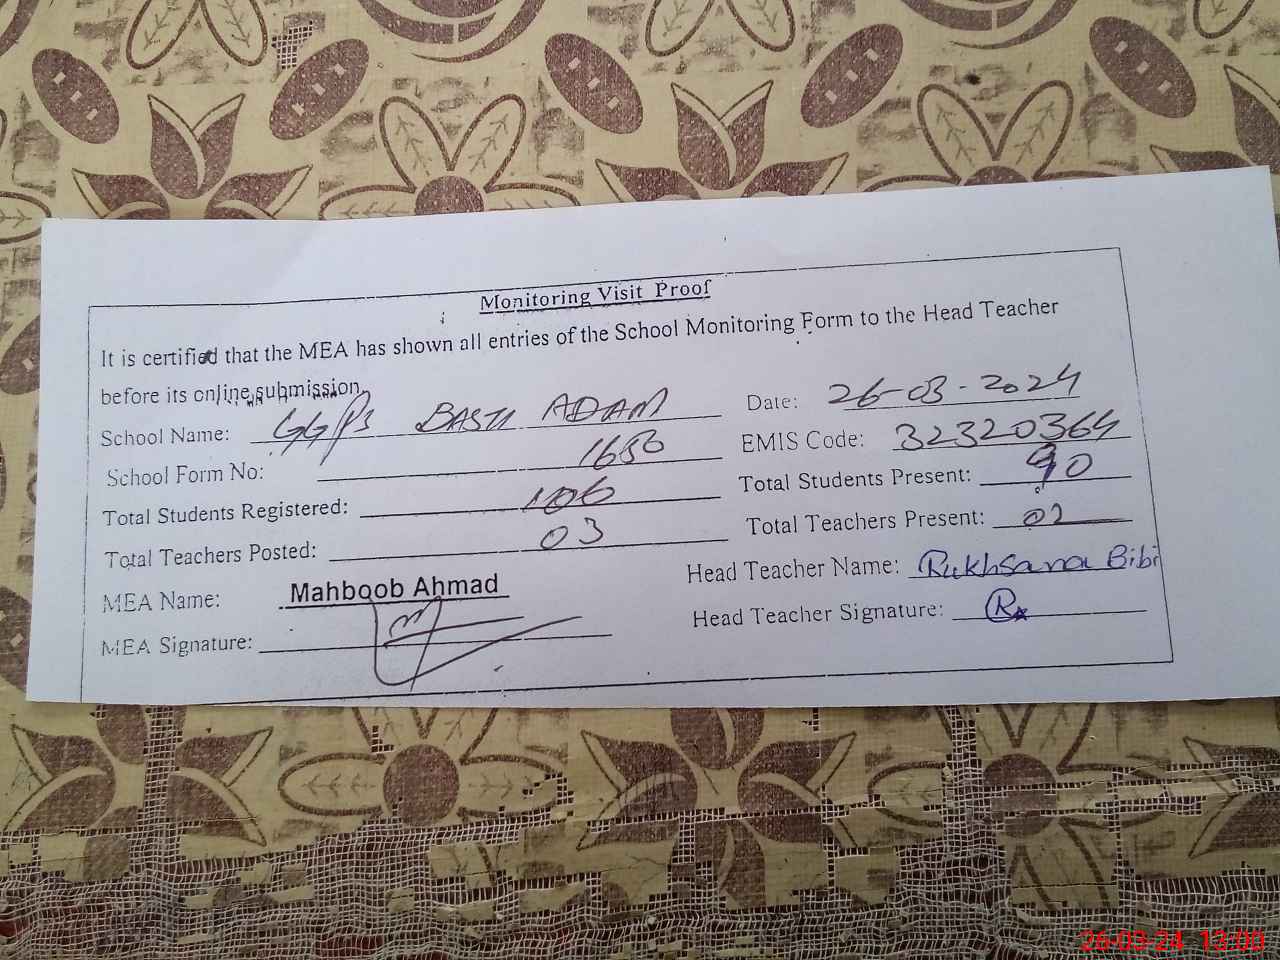 Monitoring Visit Proof
It is certified that the MEA has shown all entries of the School Monitoring Form to the Head Teacher
before its online submission.
School Name: GGPS BASTI ADAM Date: 26-03-2024
School Form No: 1656 EMIS Code: 32320364
Total Students Registered: 106 Total Students Present: 90
Total Teachers Posted: 03 Total Teachers Present: 02
MEA Name: Mahboob Ahmad Head Teacher Name: Rukhsana Bibi
MEA Signature: Head Teacher Signature:
26-03-24 13:00